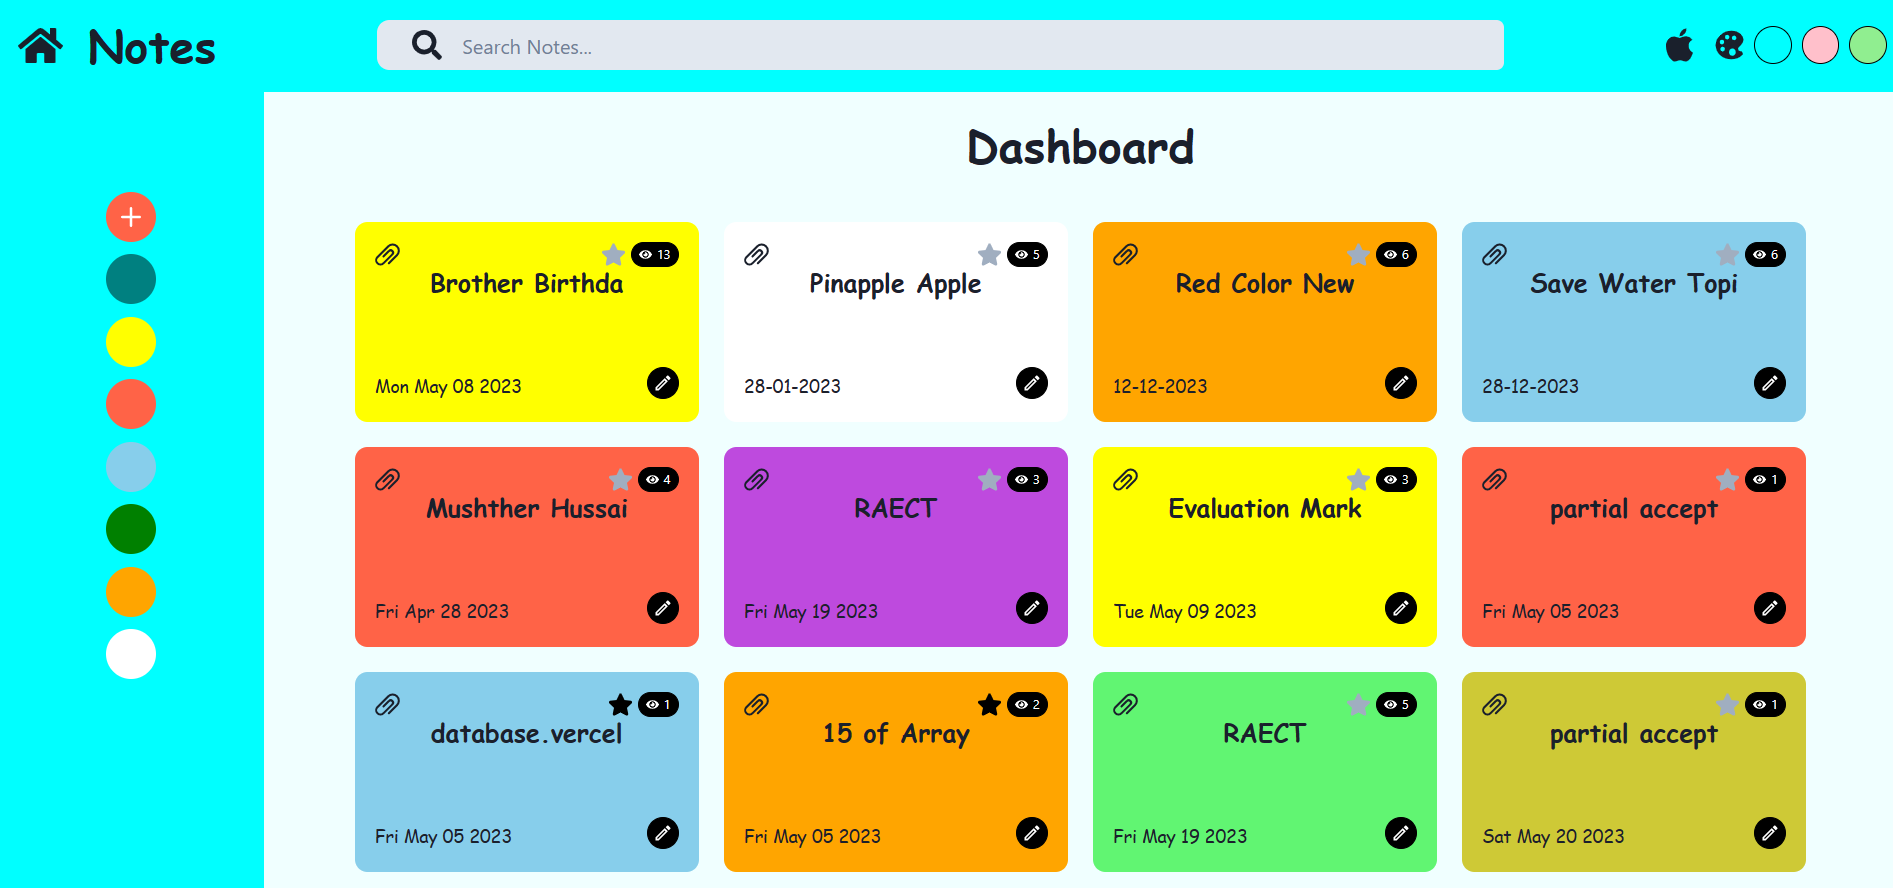 Notes
Search Notes...
Dashboard
13
Brother Birthda
Mon May 08 2023
5
Pinapple Apple
28-01-2023
6
Red Color New
12-12-2023
6
Save Water Topi
28-12-2023
4
Mushther Hussai
Fri Apr 28 2023
3
RAECT
Fri May 19 2023
3
Evaluation Mark
Tue May 09 2023
1
partial accept
Fri May 05 2023
1
database.vercel
Fri May 05 2023
2
15 of Array
Fri May 05 2023
5
RAECT
Fri May 19 2023
1
partial accept
Sat May 20 2023